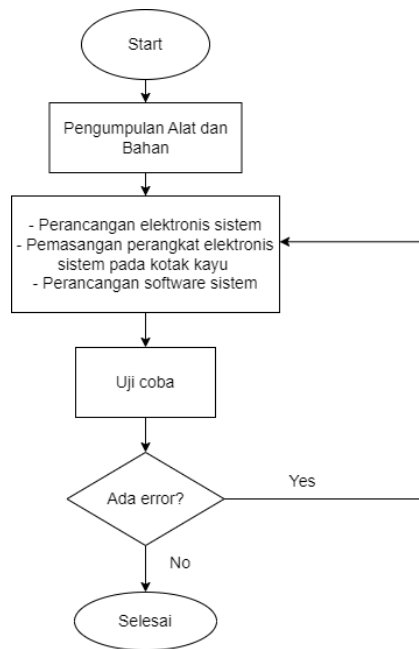 Start
Pengumpulan Alat dan
Bahan
- Perancangan elektronis sistem
- Pemasangan perangkat elektronis
sistem pada kotak kayu
- Perancangan software sistem
Uji coba
Ada error?
Yes
No
Selesai